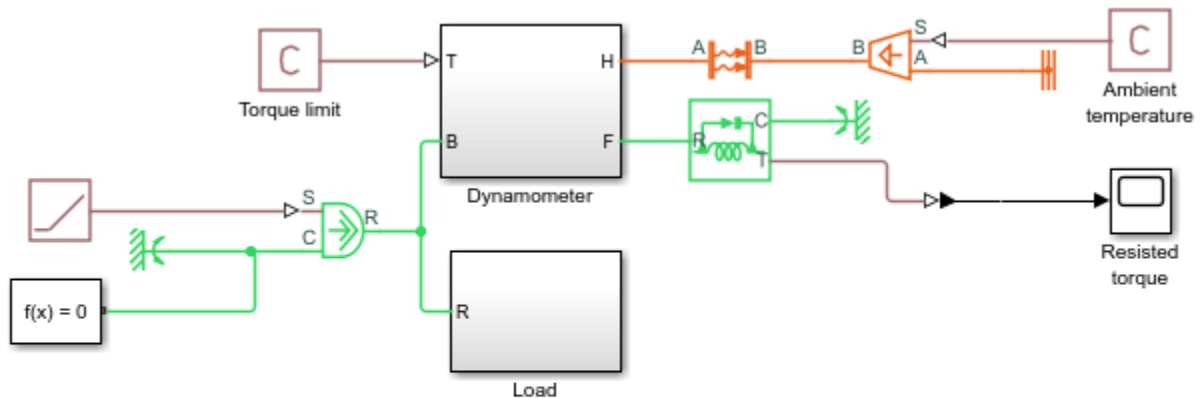 C
Torque limit
T
H
B
F
Dynamometer
A
B
B
S
A
C
Ambient
temperature
R
C
T
Resisted
torque
S
C
R
f(x) = 0
R
Load